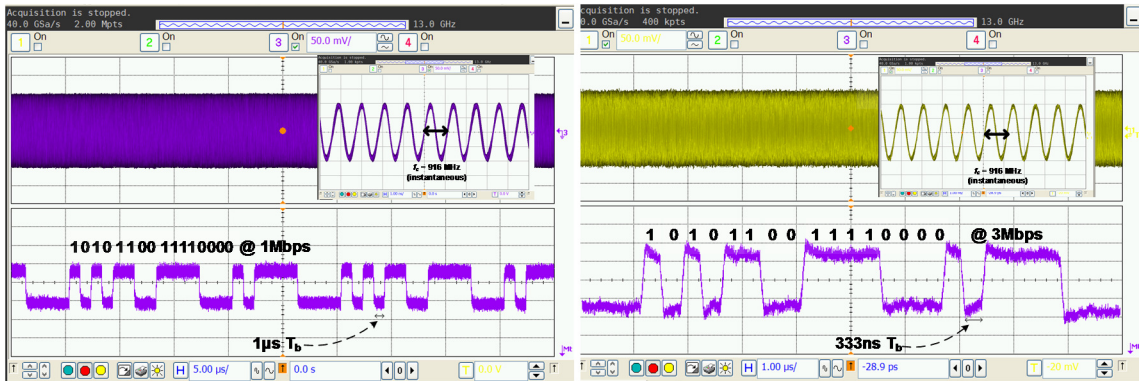 Acquisition is stopped.
40.0 GSa/s 2.00 Mpts
13.0 GHz
1 On
2 On
3 On 50.0 mV/
4 On
fc ~ 916 MHz
(instantaneous)
1010 1100 11110000 @ 1Mbps
1µs Tb
H 5.00 µs/
T 0.0 s
0
T 0.0 V
Acquisition is stopped.
0.0 GSa/s 400 kpts
13.0 GHz
1 On 50.0 mV/
2 On
3 On
4 On
fc ~ 916 MHz
(instantaneous)
1 0 1 0 1 1 0 0 1 1 1 1 0 0 0 0 @ 3Mbps
333ns Tb
H 1.00 µs/
T -28.9 ps
0
T -20 mV